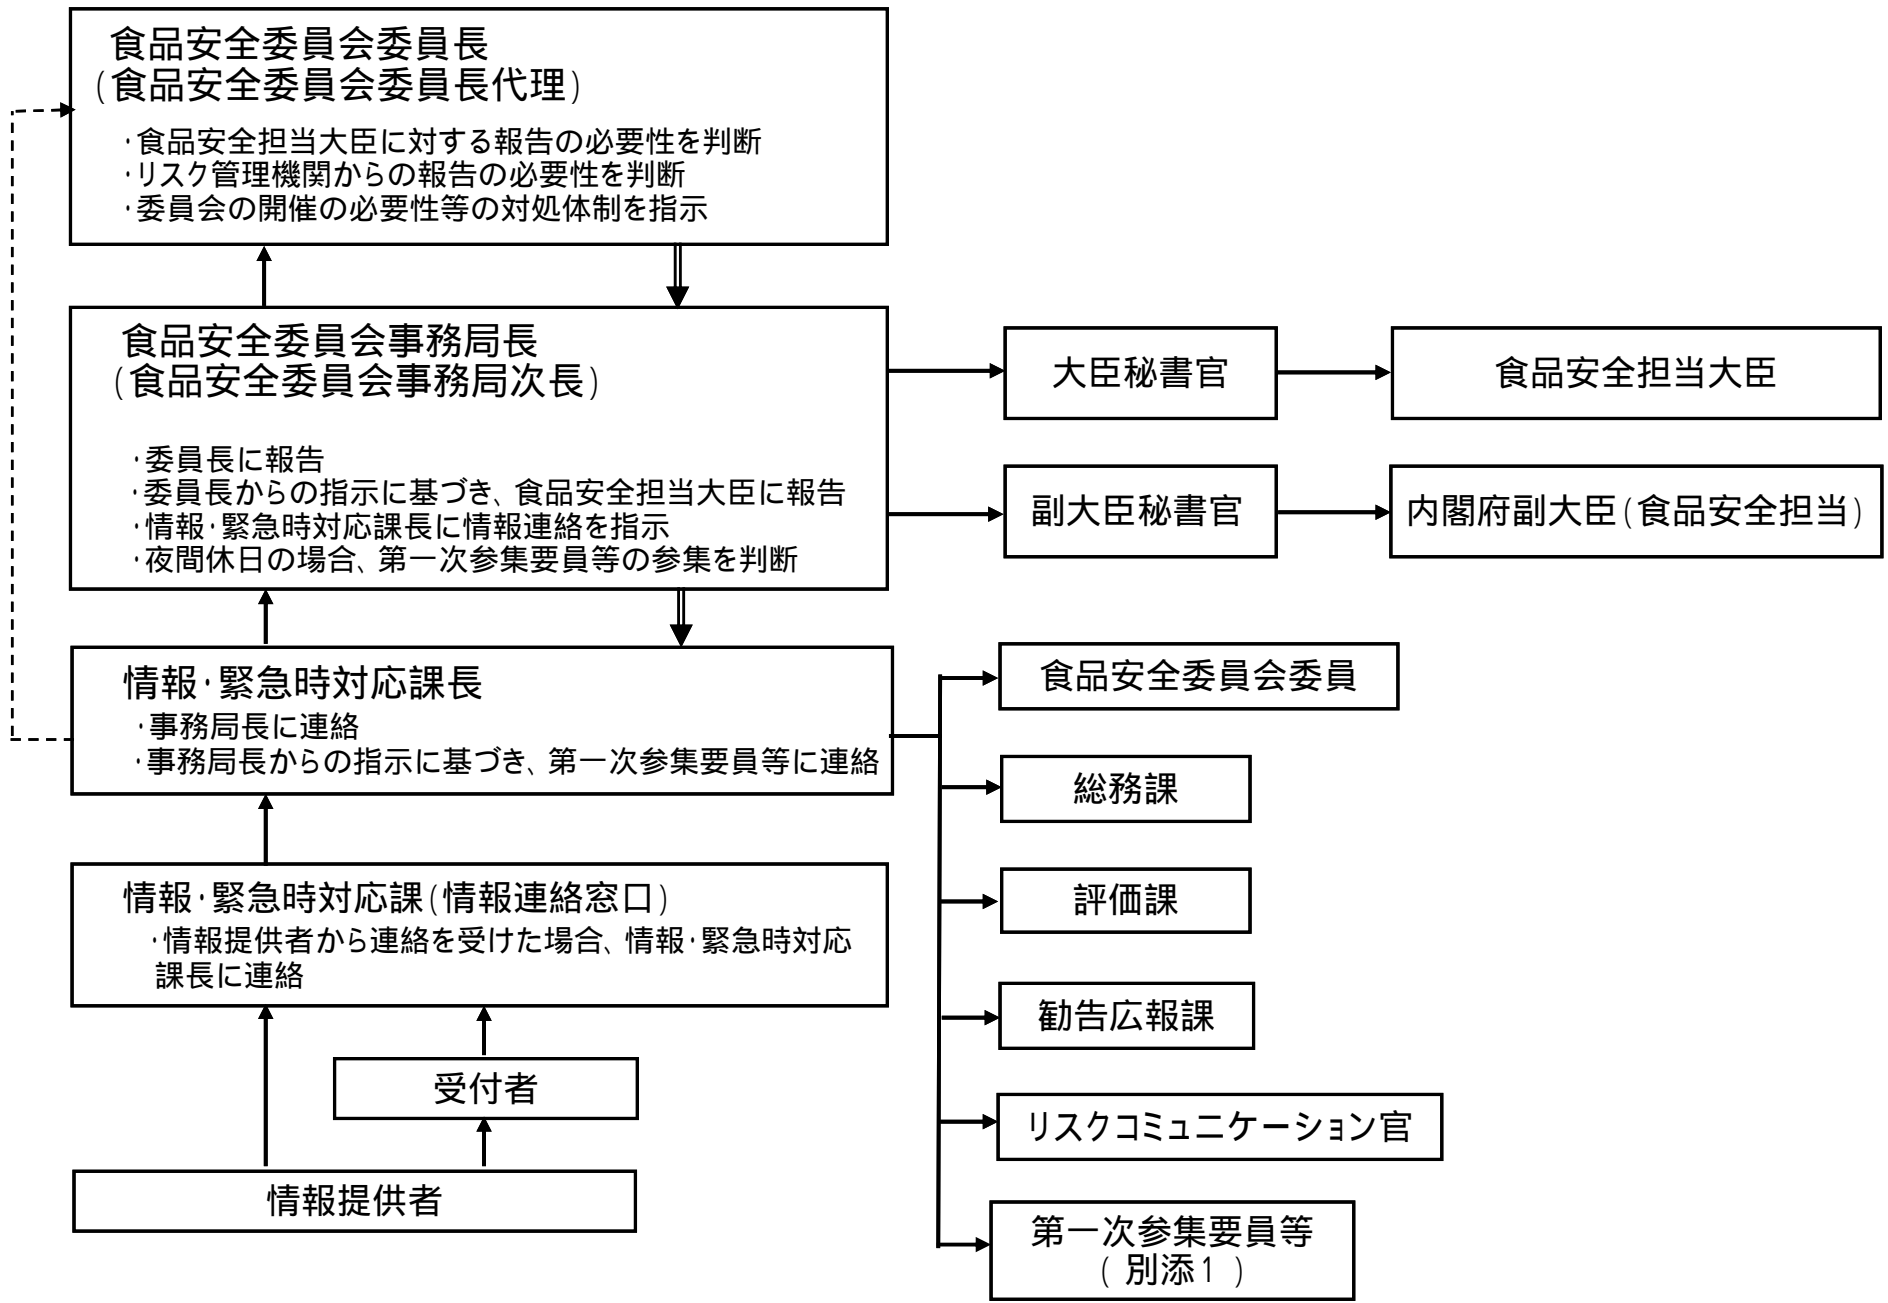 食品安全委員会委員長
(食品安全委員会委員長代理)
・食品安全担当大臣に対する報告の必要性を判断
・リスク管理機関からの報告の必要性を判断
・委員会の開催の必要性等の対処体制を指示
食品安全委員会事務局長
(食品安全委員会事務局次長)
・委員長に報告
・委員長からの指示に基づき、食品安全担当大臣に報告
・情報・緊急時対応課長に情報連絡を指示
・夜間休日の場合、第一次参集要員等の参集を判断
大臣秘書官
食品安全担当大臣
副大臣秘書官
内閣府副大臣(食品安全担当)
情報・緊急時対応課長
・事務局長に連絡
・事務局長からの指示に基づき、第一次参集要員等に連絡
情報・緊急時対応課(情報連絡窓口)
・情報提供者から連絡を受けた場合、情報・緊急時対応
課長に連絡
受付者
情報提供者
食品安全委員会委員
総務課
評価課
勧告広報課
リスクコミュニケーション官
第一次参集要員等
( 別添1 )